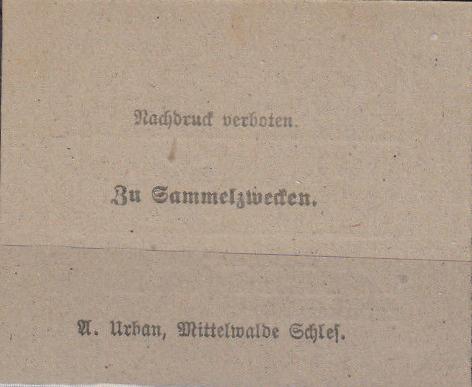 Nachdruck verboten.
Zu Sammelzwecken.
A. Urban, Mittelwalde Schles.